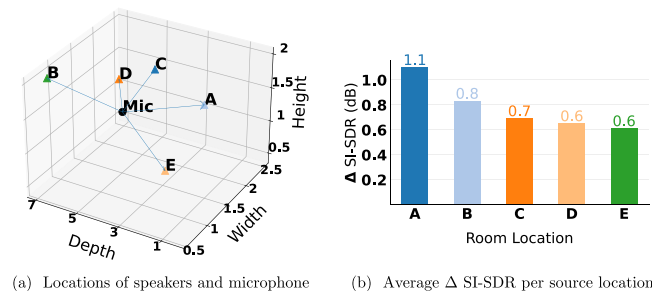 B
D
C
A
Mic
E
2
1.5
1
0.5
Height
7
5
3
1
Depth
0.5
1
1.5
2
2.5
Width
(a) Locations of speakers and microphone
1.1
0.8
0.7
0.6
0.6
1.0
0.8
0.6
0.4
0.2
Δ SI-SDR (dB)
A B C D E
Room Location
(b) Average Δ SI-SDR per source location